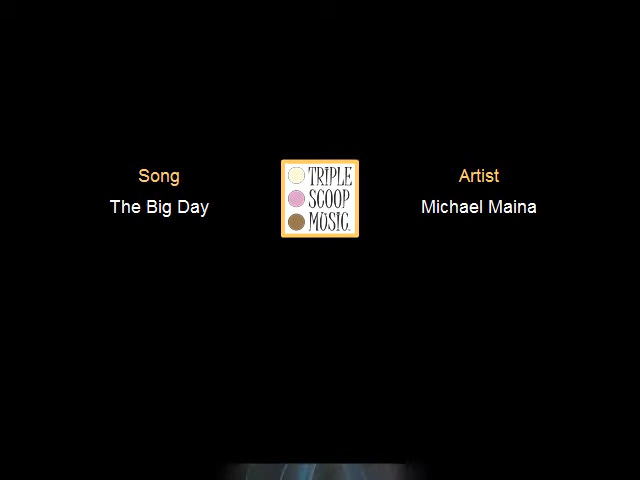 Song
The Big Day
TRIPLE
SCOOP
MUSIC
Artist
Michael Maina